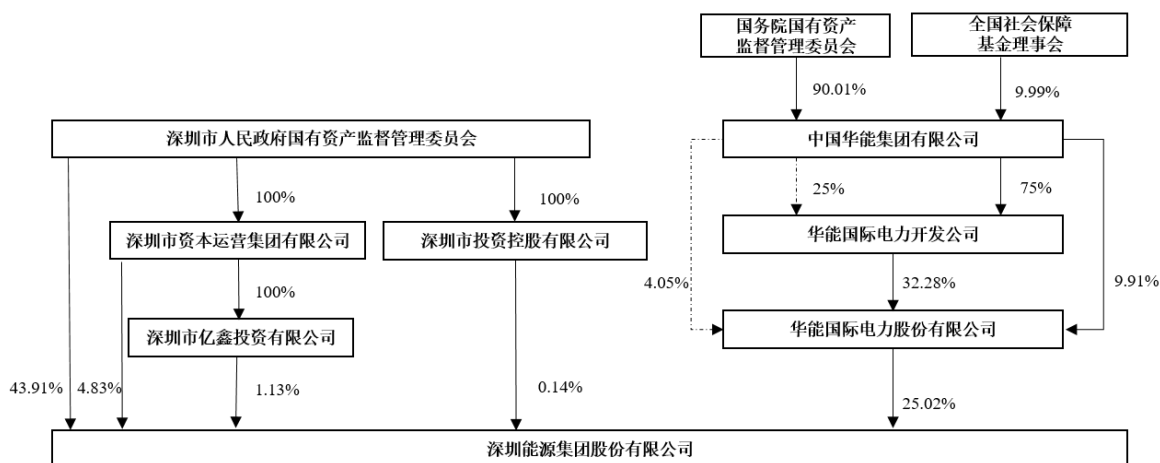 国务院国有资产
监督管理委员会
全国社会保障
基金理事会
90.01%
9.99%
深圳市人民政府国有资产监督管理委员会
中国华能集团有限公司
100%
100%
25%
75%
深圳市资本运营集团有限公司
深圳市投资控股有限公司
华能国际电力开发公司
100%
4.05%
32.28%
9.91%
深圳市亿鑫投资有限公司
华能国际电力股份有限公司
43.91%
4.83%
1.13%
0.14%
25.02%
深圳能源集团股份有限公司